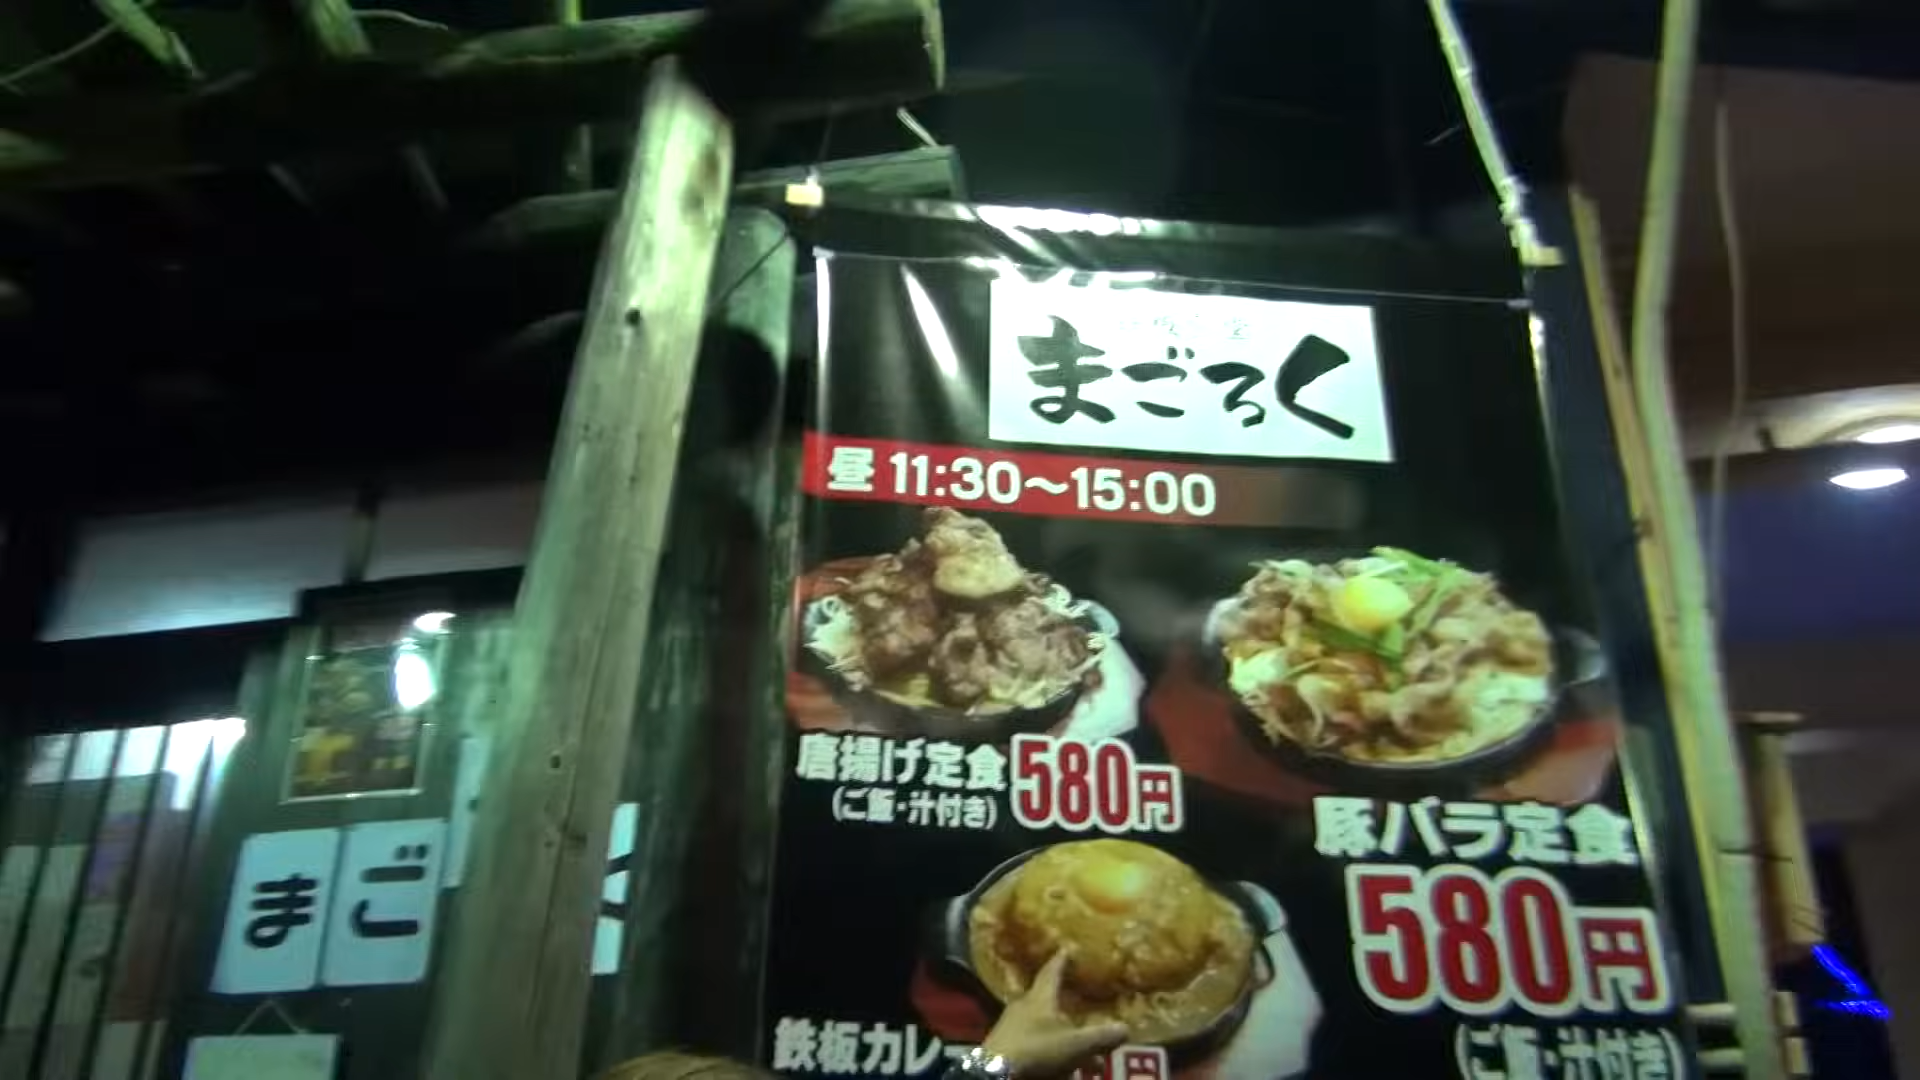 まごろく
昼 11:30～15:00
唐揚げ定食 580円
(ご飯・汁付き)
豚バラ定食
580円
(ご飯・汁付き)
鉄板カレー
円
まご
く